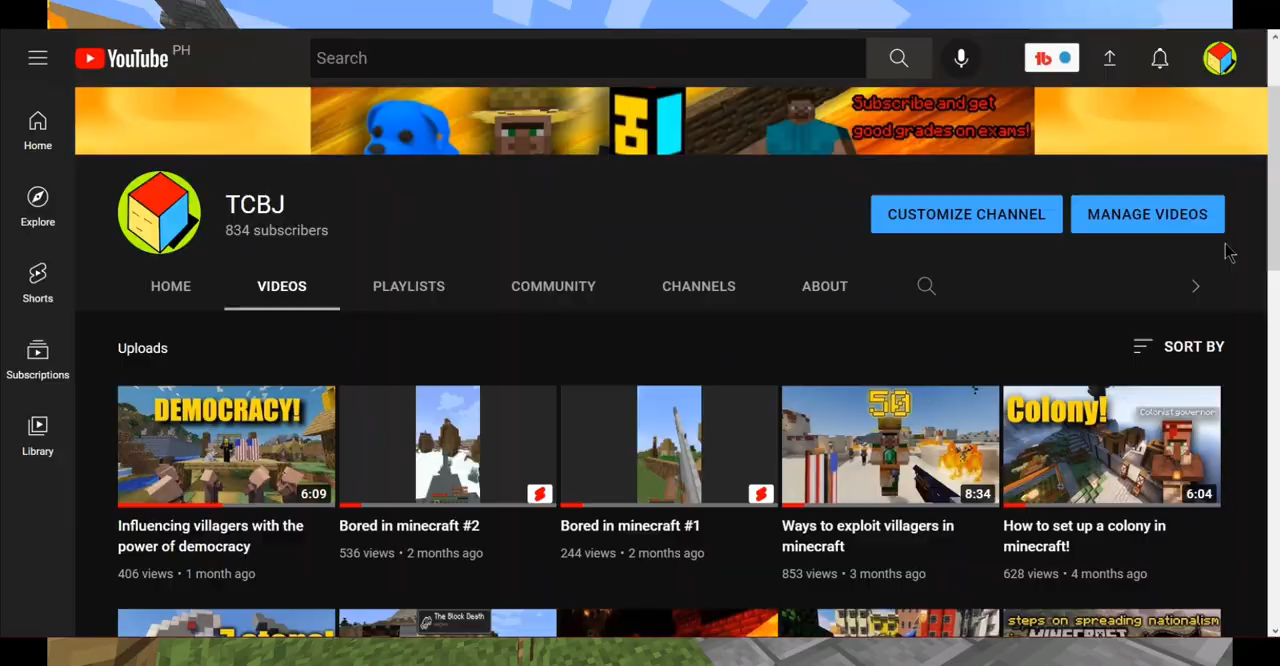 YouTube PH
Search
Home
Explore
Shorts
Subscriptions
Library
Subscribe and get
good grades on exams!
TCBJ
834 subscribers
CUSTOMIZE CHANNEL
MANAGE VIDEOS
HOME
VIDEOS
PLAYLISTS
COMMUNITY
CHANNELS
ABOUT
Uploads
SORT BY
DEMOCRACY!
6:09
50
8:34
Colony!
Colonist governor
6:04
Influencing villagers with the
power of democracy
406 views • 1 month ago
Bored in minecraft #2
536 views • 2 months ago
Bored in minecraft #1
244 views • 2 months ago
Ways to exploit villagers in
minecraft
853 views • 3 months ago
How to set up a colony in
minecraft!
628 views • 4 months ago
The Block Death
steps on spreading nationalism
MINECRAFT